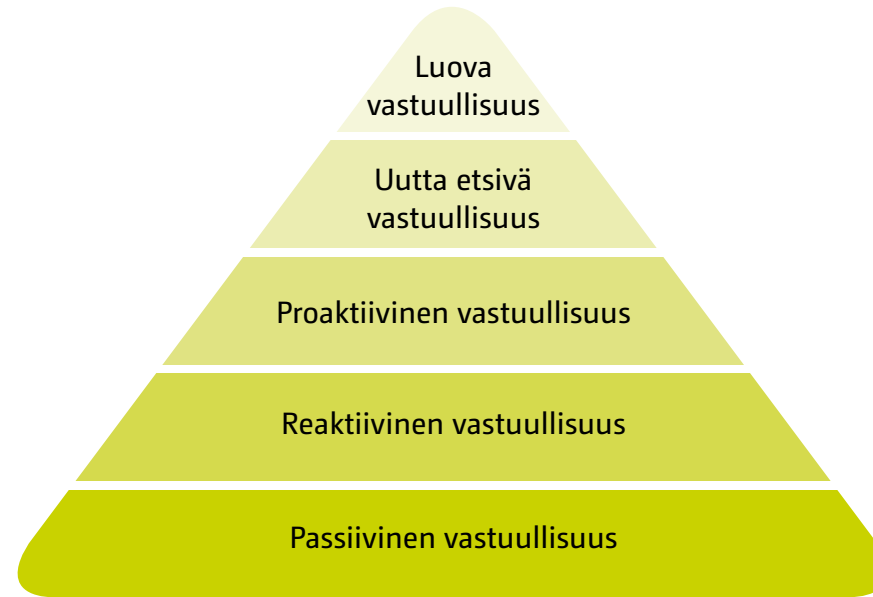 Luova
vastuullisuus
Uutta etsivä
vastuullisuus
Proaktiivinen vastuullisuus
Reaktiivinen vastuullisuus
Passiivinen vastuullisuus